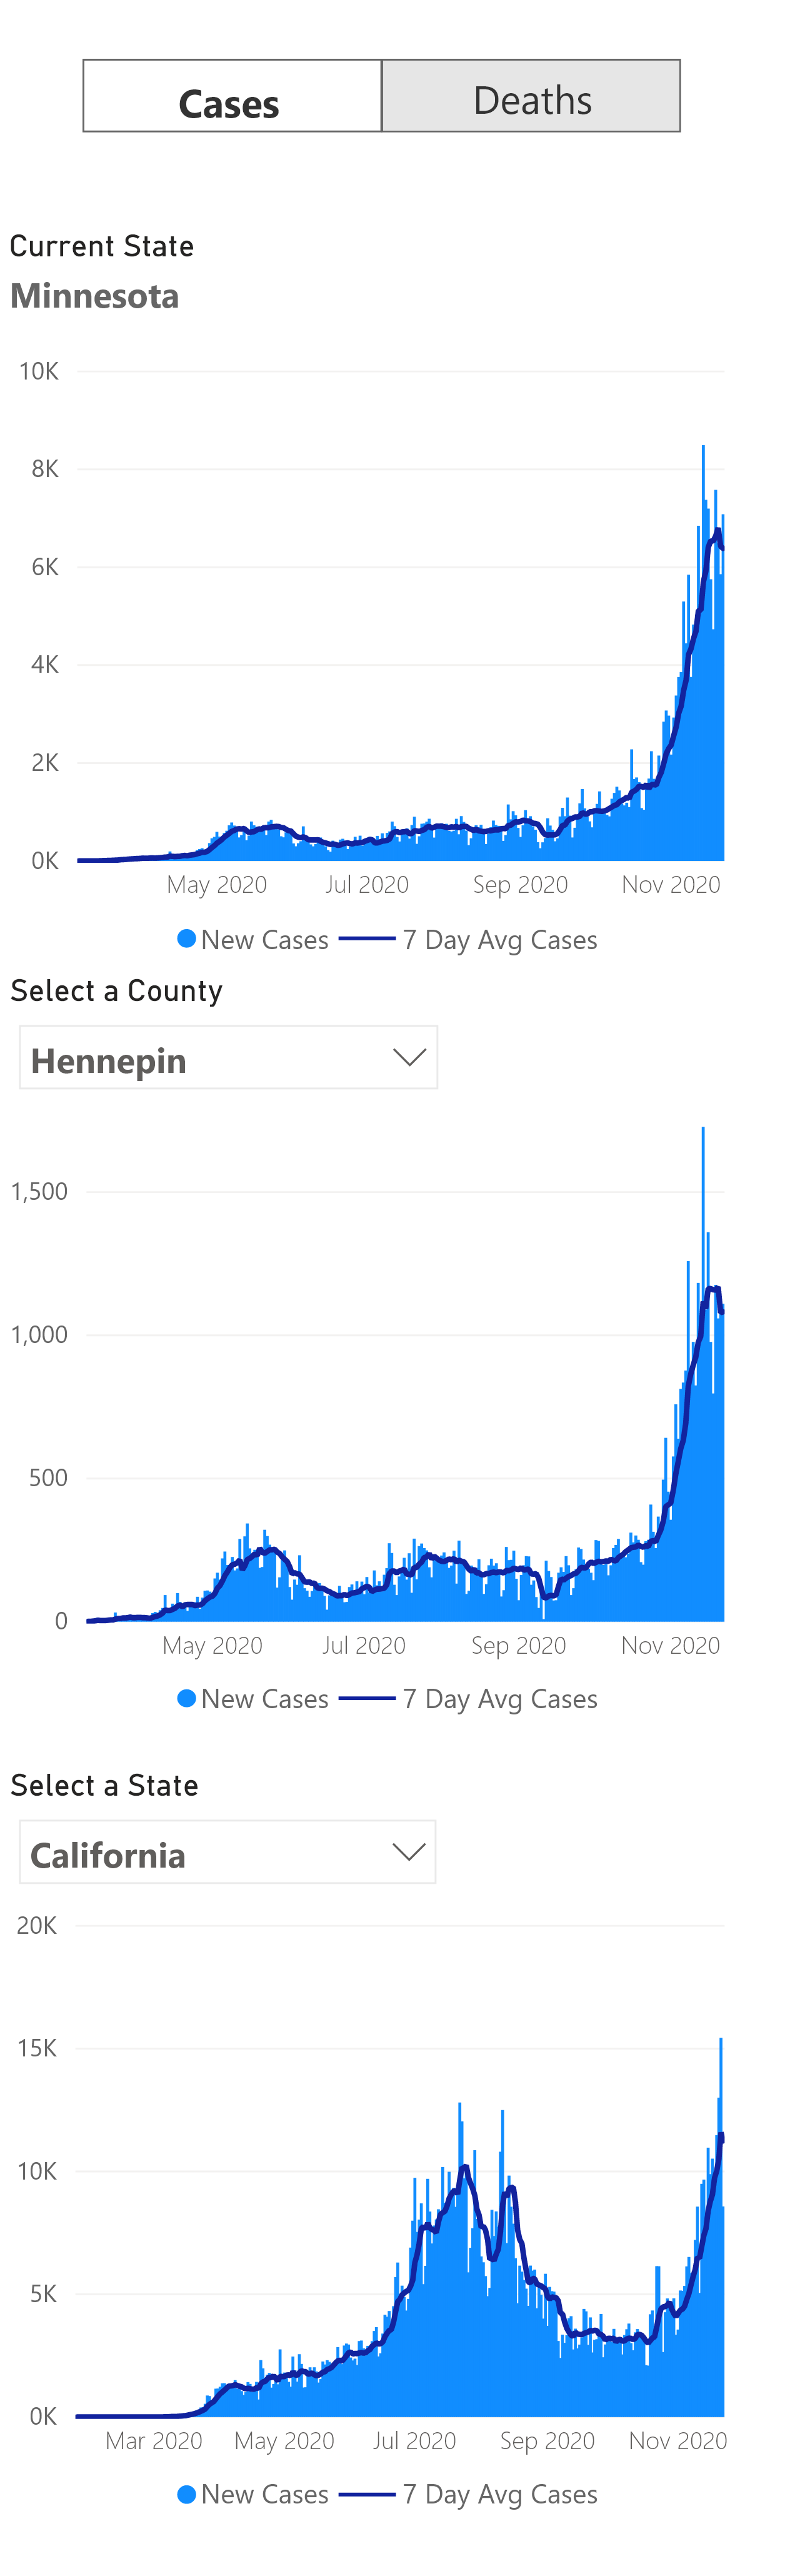 Cases Deaths
Current State
Minnesota
10K
8K
6K
4K
2K
0K
May 2020 Jul 2020 Sep 2020 Nov 2020
New Cases 7 Day Avg Cases
Select a County
Hennepin
1,500
1,000
500
0
May 2020 Jul 2020 Sep 2020 Nov 2020
New Cases 7 Day Avg Cases
Select a State
California
20K
15K
10K
5K
0K
Mar 2020 May 2020 Jul 2020 Sep 2020 Nov 2020
New Cases 7 Day Avg Cases